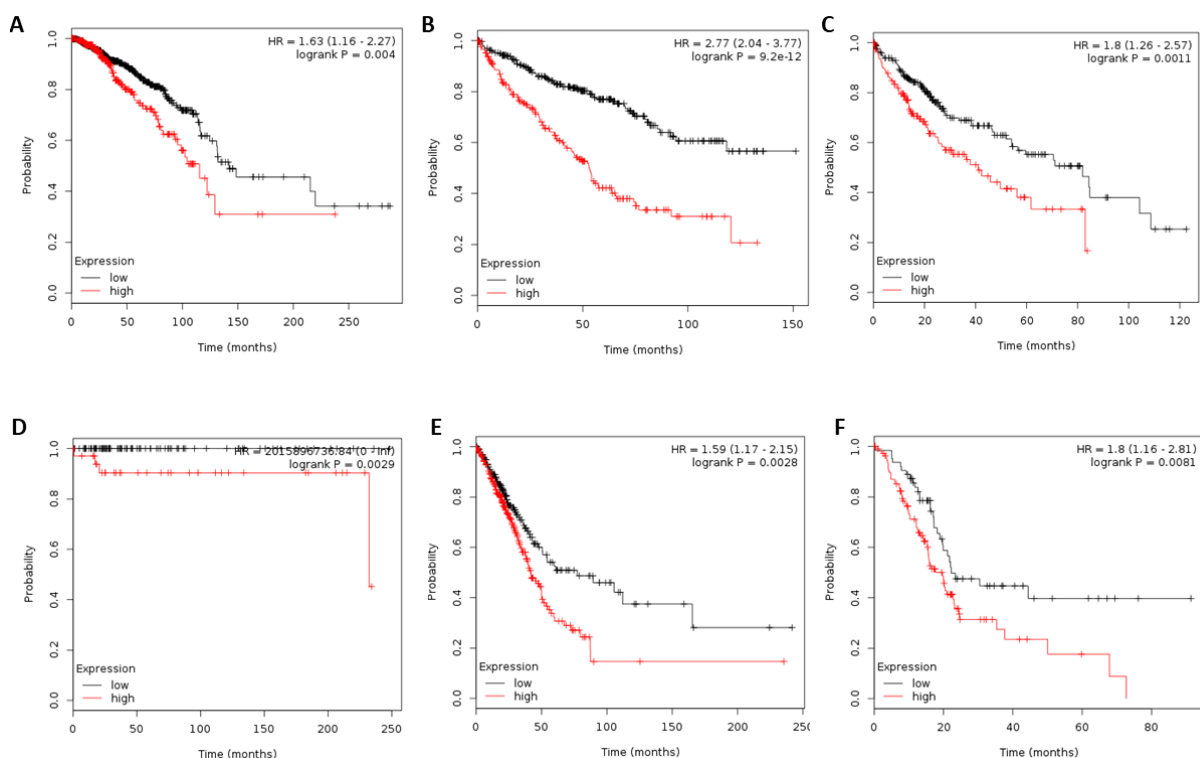 A
HR = 1.63 (1.16 - 2.27)
logrank P = 0.004
Probability
1.0
0.8
0.6
0.4
0.2
0.0
Expression
low
high
0 50 100 150 200 250
Time (months)
B
HR = 2.77 (2.04 - 3.77)
logrank P = 9.2e-12
Probability
1.0
0.8
0.6
0.4
0.2
0.0
Expression
low
high
0 50 100 150
Time (months)
C
HR = 1.8 (1.26 - 2.57)
logrank P = 0.0011
Probability
1.0
0.8
0.6
0.4
0.2
0.0
Expression
low
high
0 20 40 60 80 100 120
Time (months)
D
HR = 2015896736.84 (0 - Inf)
logrank P = 0.0029
Probability
1.0
0.8
0.6
0.4
0.2
0.0
Expression
low
high
0 50 100 150 200 250
Time (months)
E
HR = 1.59 (1.17 - 2.15)
logrank P = 0.0028
Probability
1.0
0.8
0.6
0.4
0.2
0.0
Expression
low
high
0 50 100 150 200 250
Time (months)
F
HR = 1.8 (1.16 - 2.81)
logrank P = 0.0081
Probability
1.0
0.8
0.6
0.4
0.2
0.0
Expression
low
high
0 20 40 60 80
Time (months)